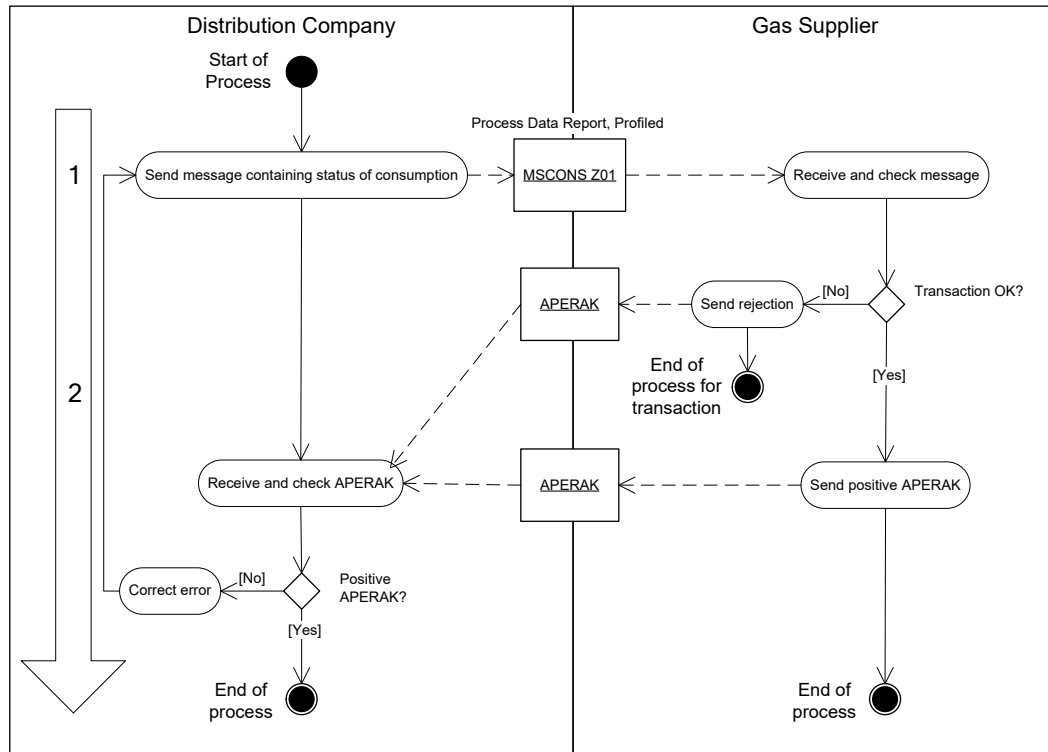 Distribution Company
Gas Supplier
Start of
Process
Process Data Report, Profiled
1
Send message containing status of consumption
MSCONS Z01
Receive and check message
APERAK
Send rejection
[No]
Transaction OK?
End of
process for
transaction
[Yes]
2
Receive and check APERAK
APERAK
Send positive APERAK
Correct error
[No]
Positive
APERAK?
[Yes]
End of
process
End of
process